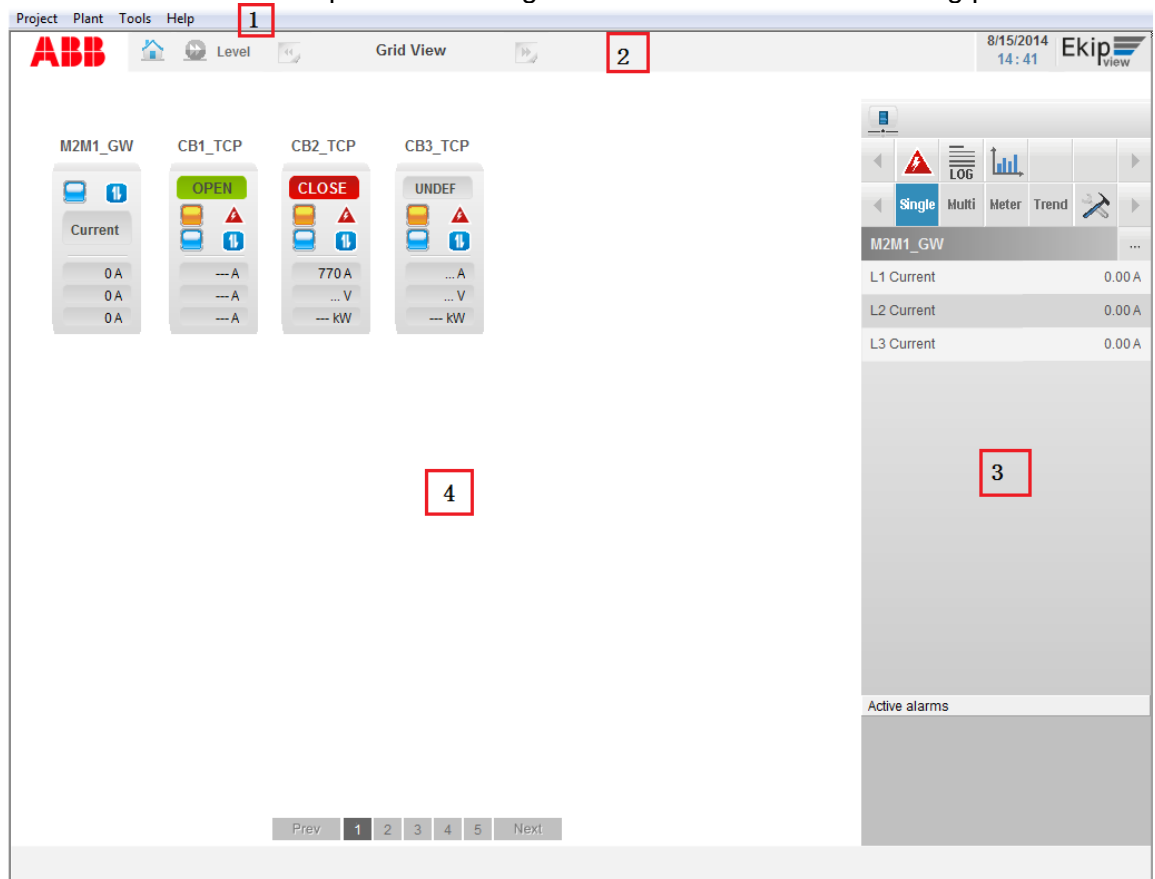 Project Plant Tools Help 1
ABB Level Grid View 2 8/15/2014 14:41 Ekip view
M2M1_GW CB1_TCP CB2_TCP CB3_TCP
OPEN CLOSE UNDEF
Current
0 A ---A 770 A ...A
0 A ---A ... V ... V
0 A ---A --- kW --- kW
LOG
Single Multi Meter Trend
M2M1_GW ...
L1 Current 0.00 A
L2 Current 0.00 A
L3 Current 0.00 A
3
4
Active alarms
Prev 1 2 3 4 5 Next